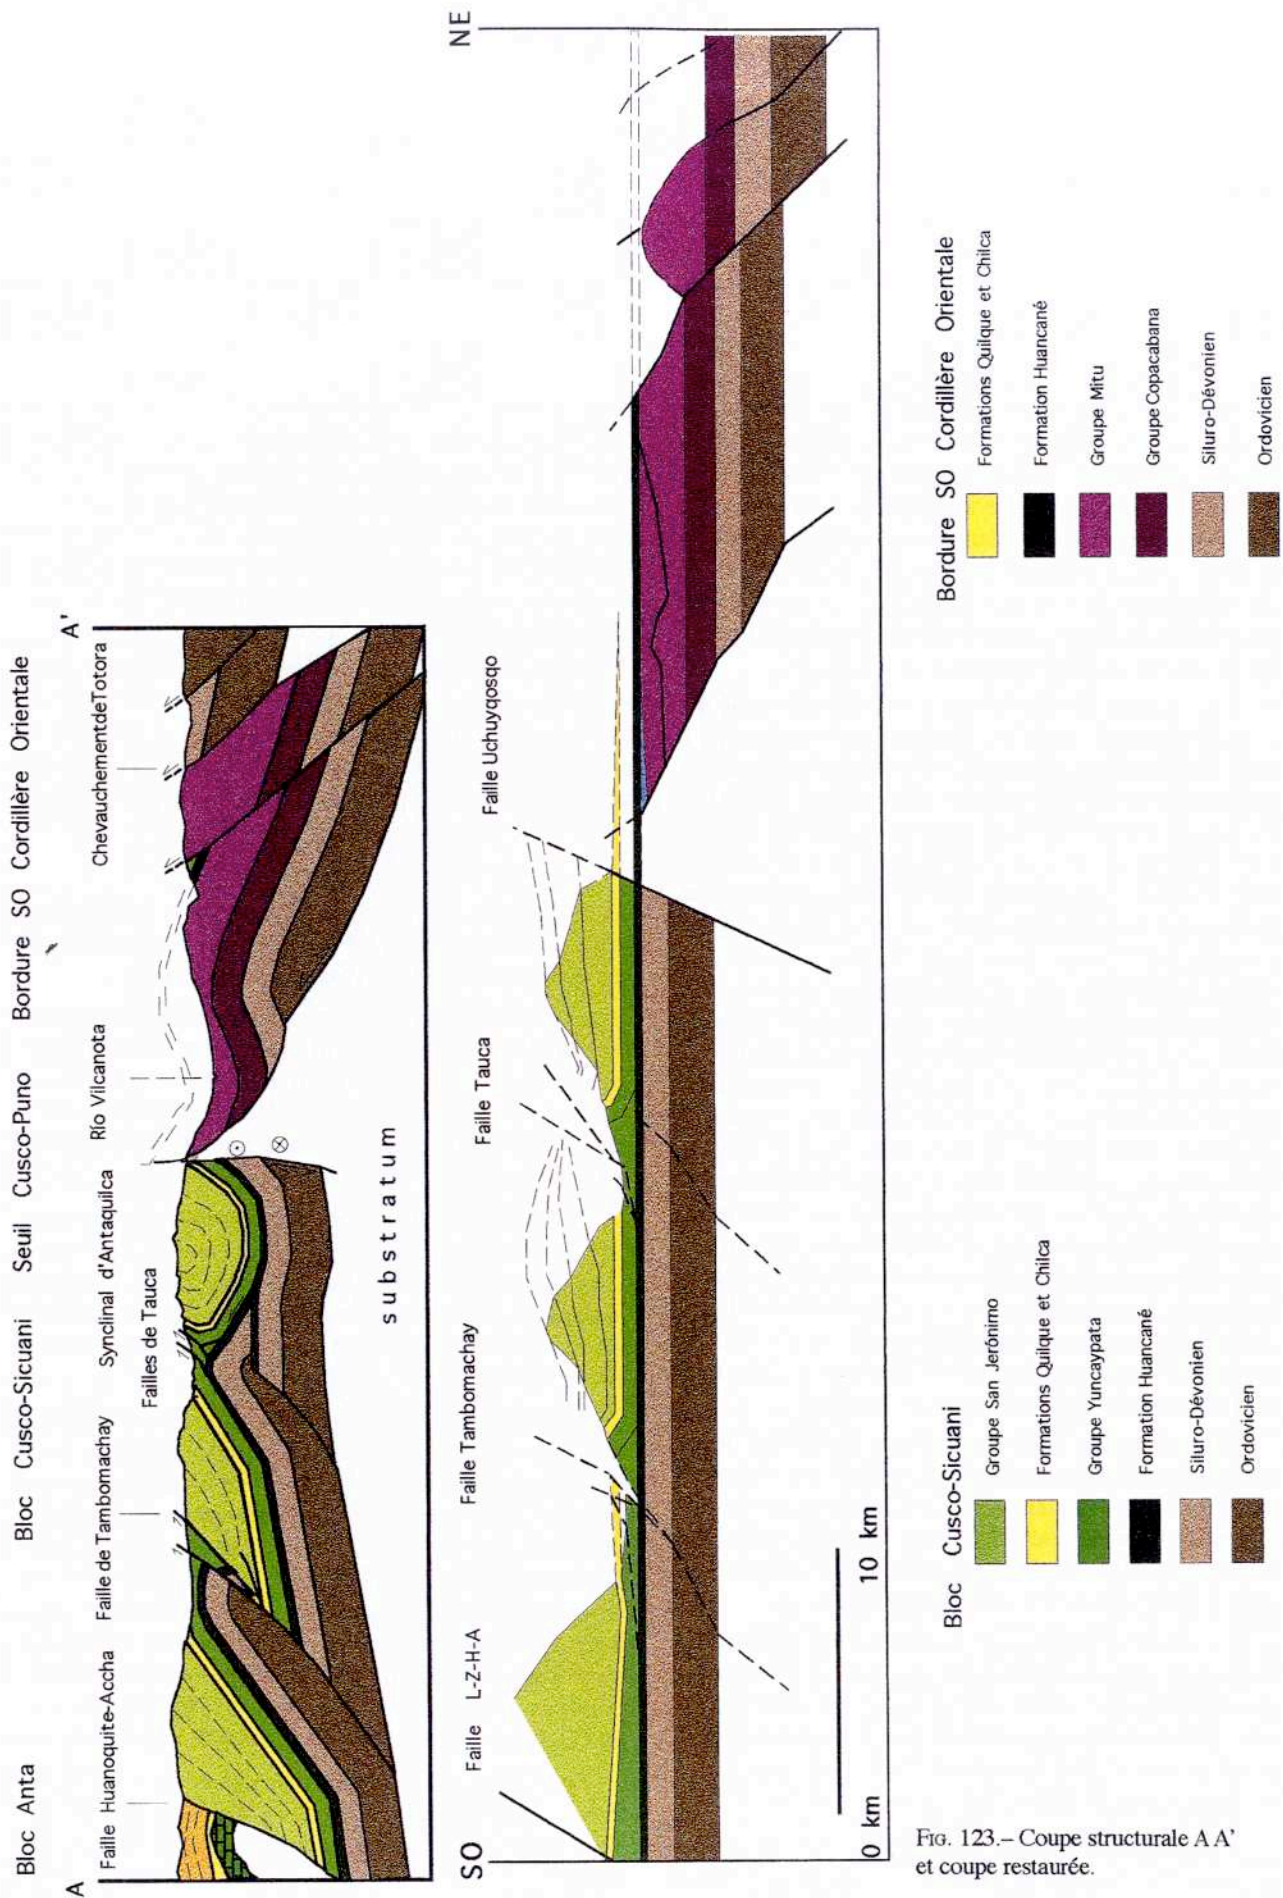 Bloc Anta
Bloc Cusco-Sicuani
Seuil Cusco-Puno
Bordure SO Cordillère Orientale
A
A'
Faille Huanoquite-Accha
Faille de Tambomachay
Failles de Tauca
Synclinal d'Antaquilca
Río Vilcanota
Chevauchement de Totora
substratum
SO
NE
Faille L-Z-H-A
Faille Tambomachay
Faille Tauca
Faille Uchuyqosqo
0 km
10 km
Bloc Cusco-Sicuani
Groupe San Jerónimo
Formations Quilque et Chilca
Groupe Yuncaypata
Formation Huancané
Siluro-Dévonien
Ordovicien
Bordure SO Cordillère Orientale
Formations Quilque et Chilca
Formation Huancané
Groupe Mitu
Groupe Copacabana
Siluro-Dévonien
Ordovicien
FIG. 123.– Coupe structurale A A'
et coupe restaurée.